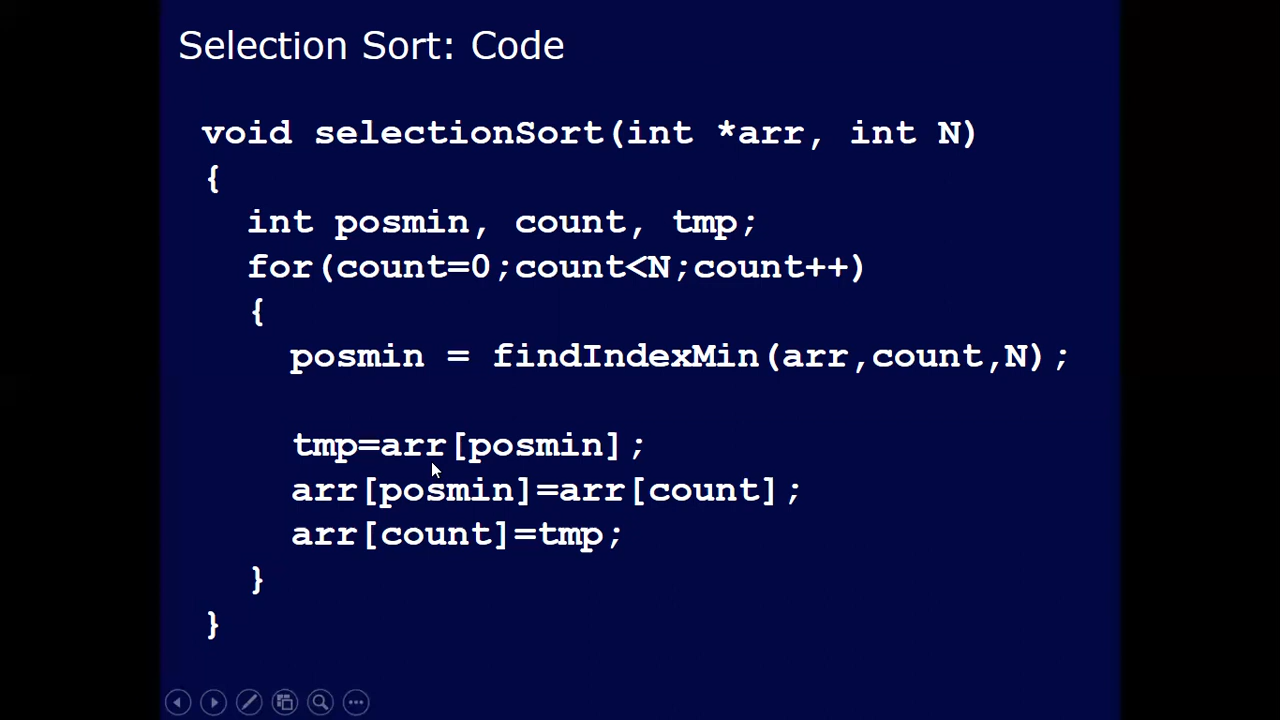 Selection Sort: Code
void selectionSort(int *arr, int N)
{
int posmin, count, tmp;
for(count=0;count<N;count++)
{
posmin = findIndexMin(arr,count,N);
tmp=arr[posmin];
arr[posmin]=arr[count];
arr[count]=tmp;
}
}